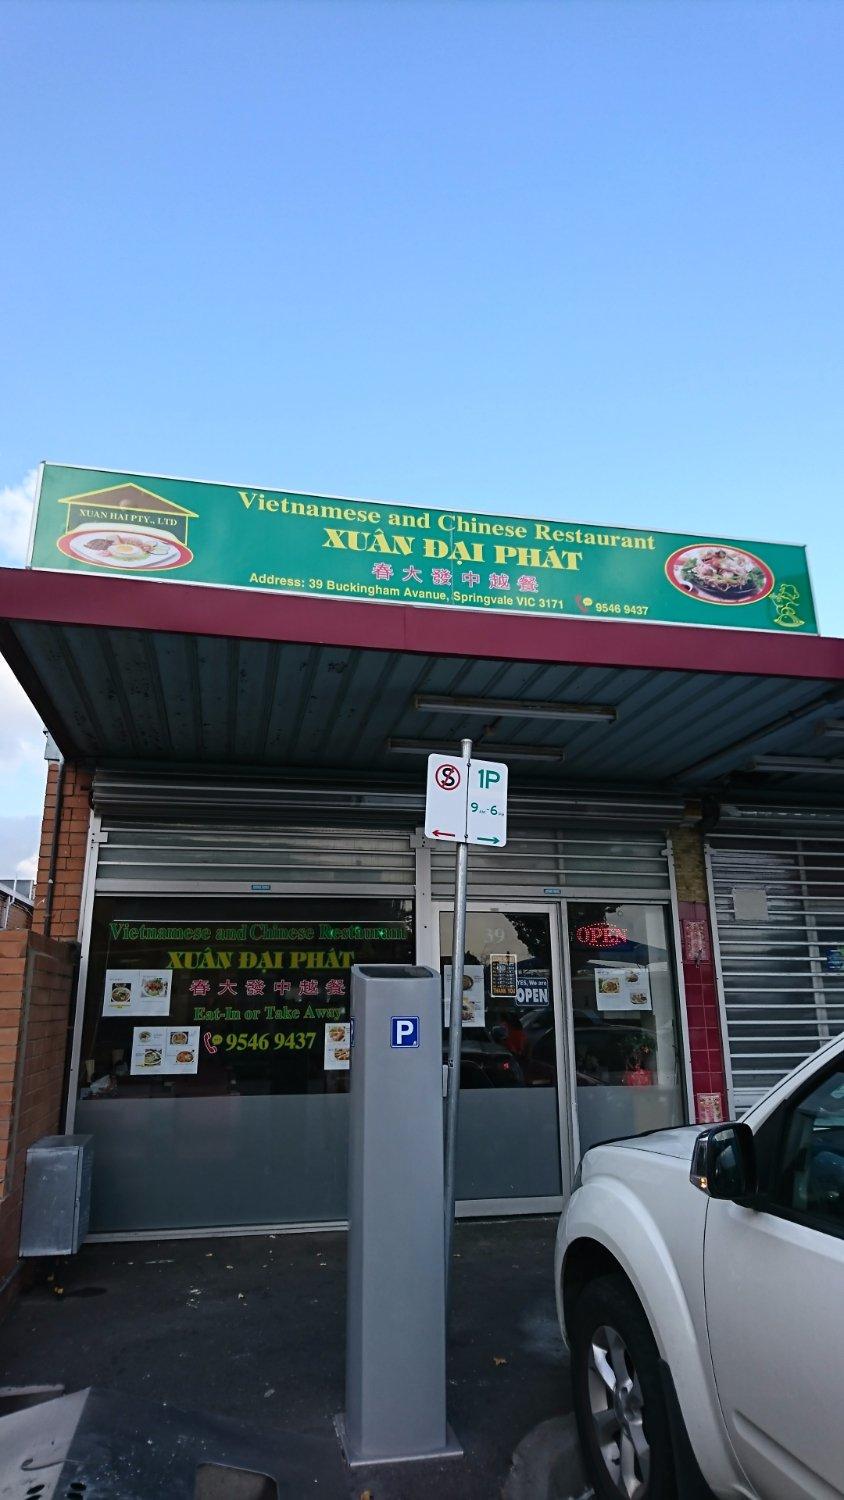 XUAN HAI PTY., LTD
Vietnamese and Chinese Restaurant
XUÂN ĐẠI PHÁT
春大發中越餐
Address: 39 Buckingham Avanue, Springvale VIC 3171
9546 9437
S
1P
9AM-6PM
Vietnamese and Chinese Restaurant
XUÂN ĐẠI PHÁT
春大發中越餐
Eat-In or Take Away
9546 9437
39
OPEN
YES, We are
OPEN
THANK YOU
P